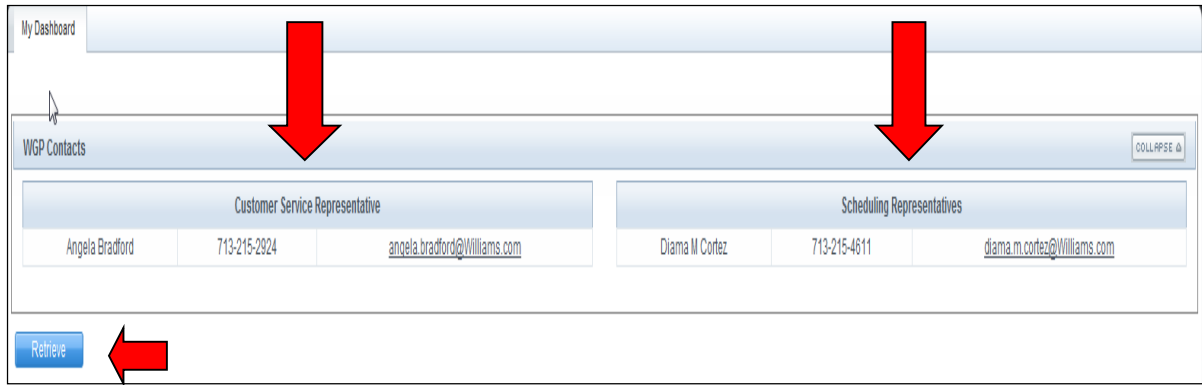 My Dashboard
WGP Contacts
COLLAPSE
Customer Service Representative
Scheduling Representatives
Angela Bradford 713-215-2924 angela.bradford@Williams.com
Diama M Cortez 713-215-4611 diama.m.cortez@Williams.com
Retrieve